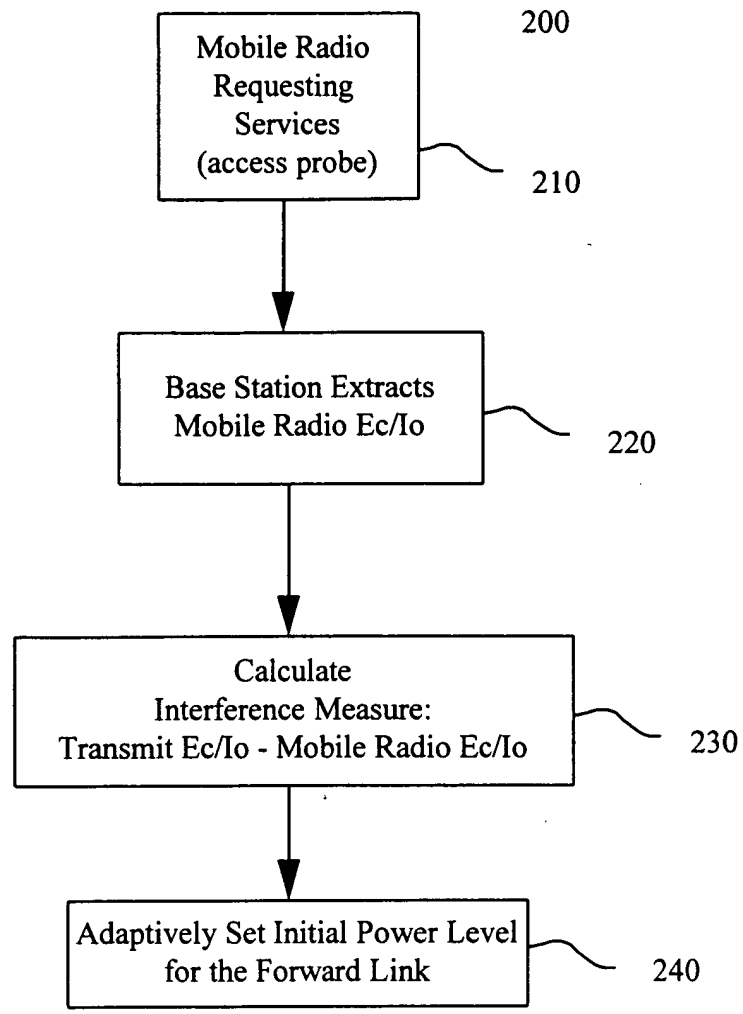 200
Mobile Radio
Requesting
Services
(access probe)
210
Base Station Extracts
Mobile Radio Ec/Io
220
Calculate
Interference Measure:
Transmit Ec/Io - Mobile Radio Ec/Io
230
Adaptively Set Initial Power Level
for the Forward Link
240